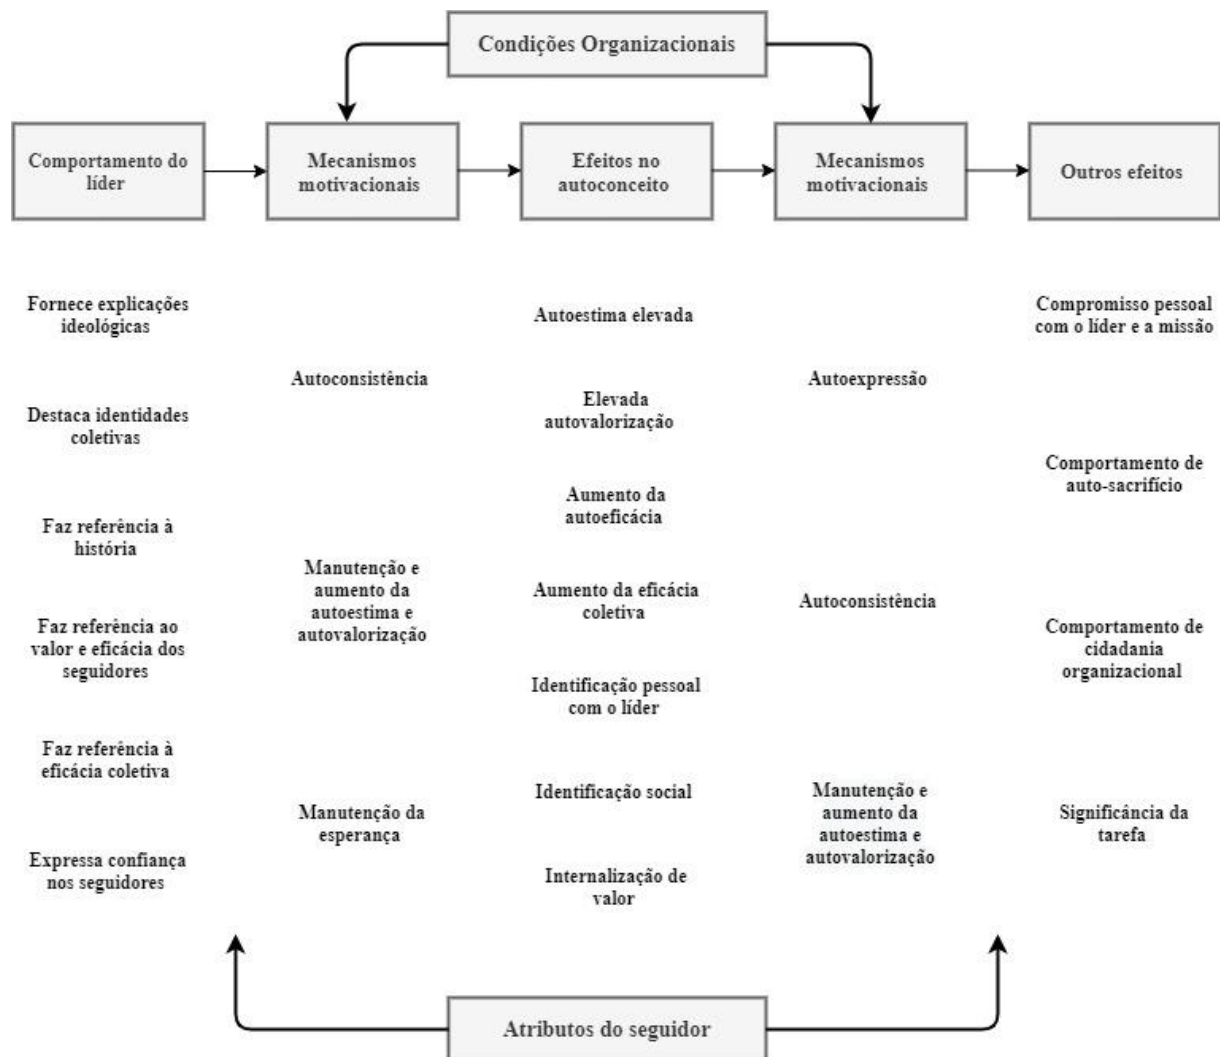 Condições Organizacionais
Comportamento do
líder
Mecanismos
motivacionais
Efeitos no
autoconceito
Mecanismos
motivacionais
Outros efeitos
Fornece explicações
ideológicas
Destaca identidades
coletivas
Faz referência à
história
Faz referência ao
valor e eficácia dos
seguidores
Faz referência à
eficácia coletiva
Expressa confiança
nos seguidores
Autoconsistência
Manutenção e
aumento da
autoestima e
autovalorização
Manutenção da
esperança
Autoestima elevada
Elevada
autovalorização
Aumento da
autoeficácia
Aumento da eficácia
coletiva
Identificação pessoal
com o líder
Identificação social
Internalização de
valor
Autoexpressão
Autoconsistência
Manutenção e
aumento da
autoestima e
autovalorização
Compromisso pessoal
com o líder e a missão
Comportamento de
auto-sacrifício
Comportamento de
cidadania
organizacional
Significância da
tarefa
Atributos do seguidor